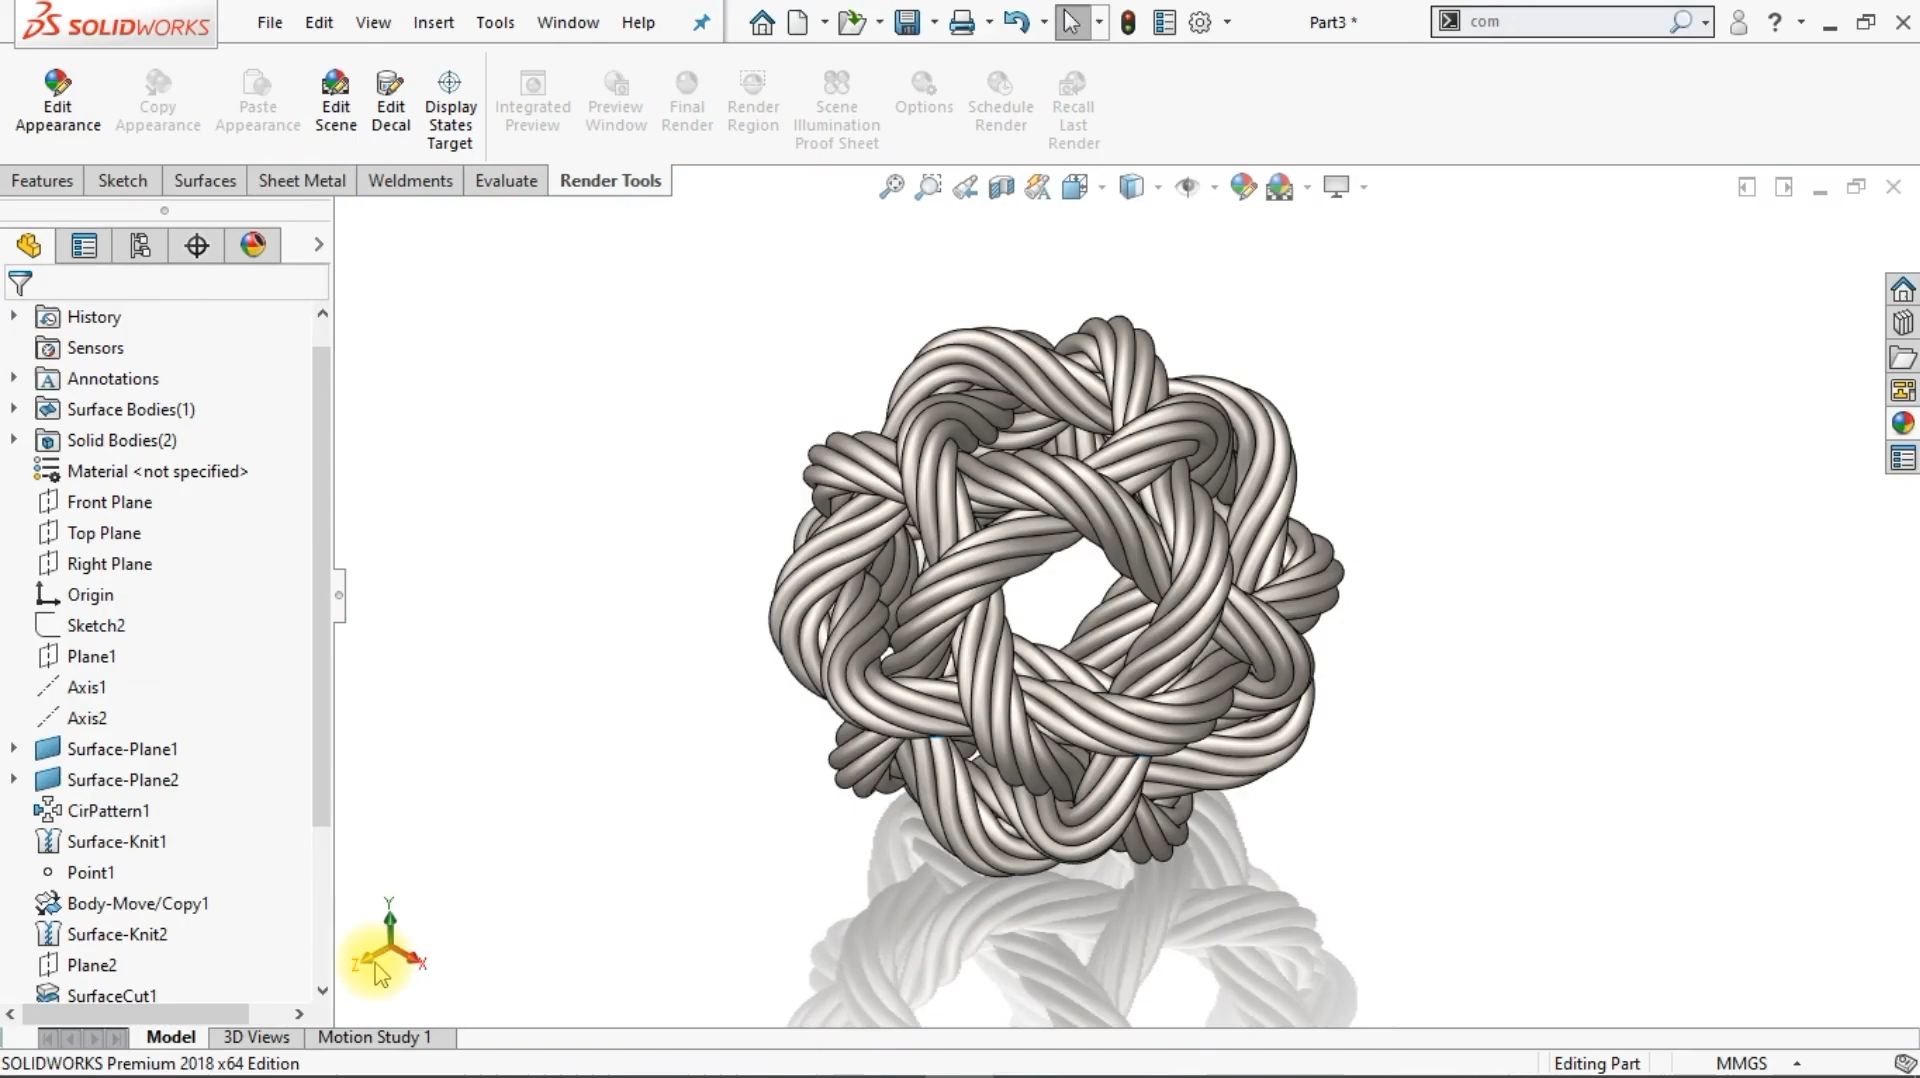 SOLIDWORKS File Edit View Insert Tools Window Help Part3 * com ?
Edit Appearance
Copy Appearance
Paste Appearance
Edit Scene
Edit Decal
Display States Target
Integrated Preview
Preview Window
Final Render
Render Region
Scene Illumination Proof Sheet
Options
Schedule Render
Recall Last Render
Features Sketch Surfaces Sheet Metal Weldments Evaluate Render Tools
History
Sensors
Annotations
Surface Bodies(1)
Solid Bodies(2)
Material <not specified>
Front Plane
Top Plane
Right Plane
Origin
Sketch2
Plane1
Axis1
Axis2
Surface-Plane1
Surface-Plane2
CirPattern1
Surface-Knit1
Point1
Body-Move/Copy1
Surface-Knit2
Plane2
SurfaceCut1
Y
Z X
Model 3D Views Motion Study 1
SOLIDWORKS Premium 2018 x64 Edition Editing Part MMGS